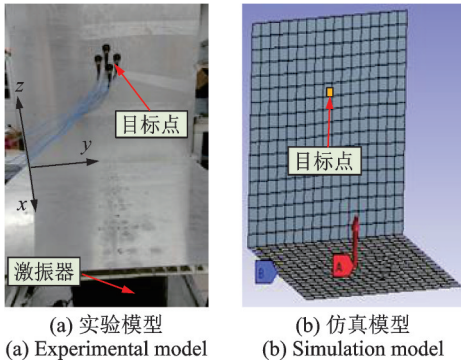 z
目标点
y
x
激振器
目标点
B
A
(a) 实验模型
(a) Experimental model
(b) 仿真模型
(b) Simulation model